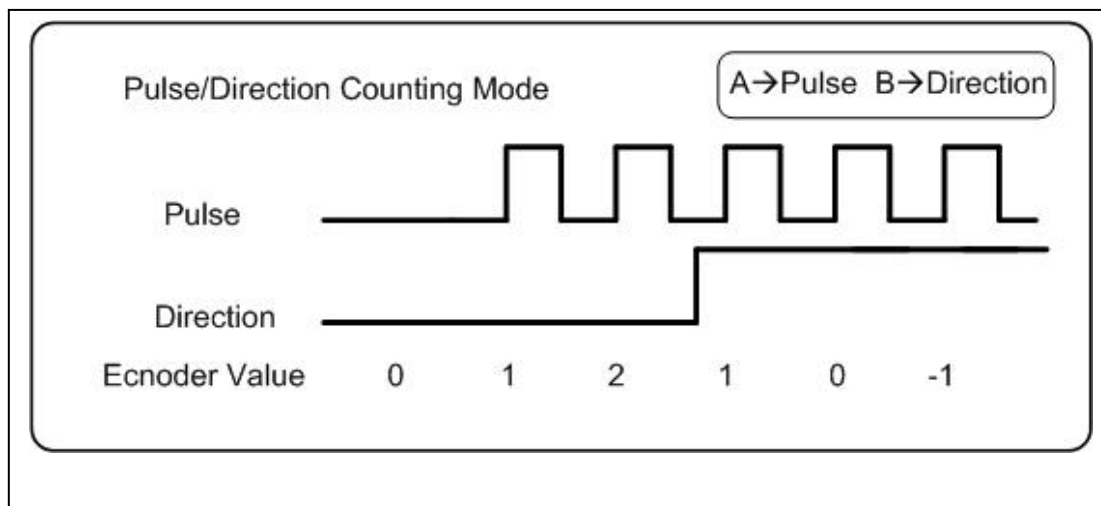 Pulse/Direction Counting Mode
A→Pulse B→Direction
Pulse
Direction
Ecnoder Value 0 1 2 1 0 -1